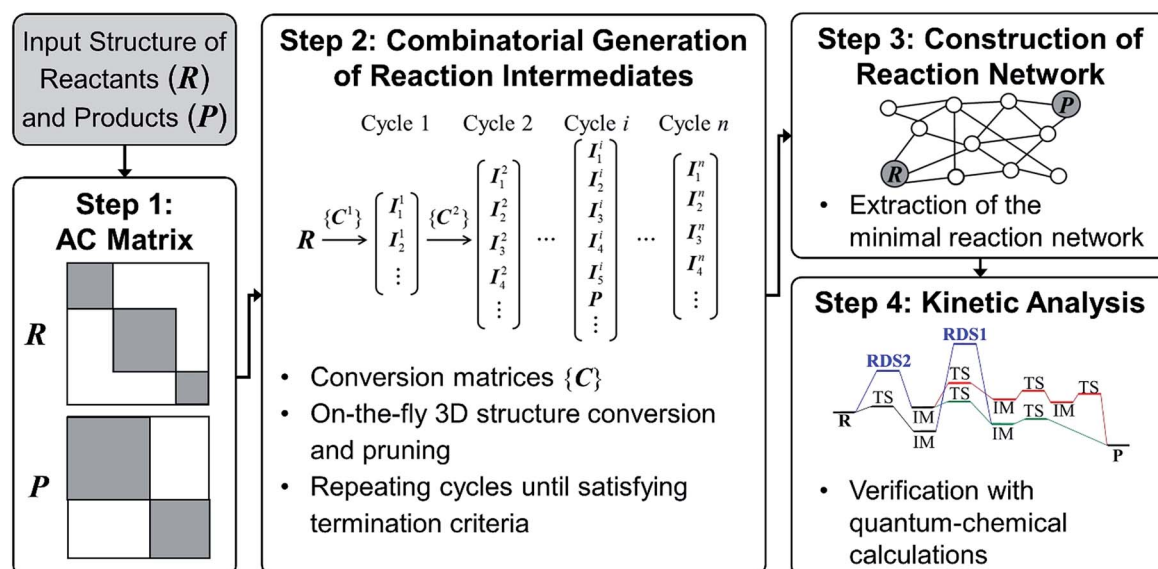 Input Structure of
Reactants (R)
and Products (P)
Step 1:
AC Matrix
R
P
Step 2: Combinatorial Generation
of Reaction Intermediates
Cycle 1 Cycle 2 Cycle i Cycle n
R {C¹} I₁¹ I₂¹ ⋮ {C²} I₁² I₂² I₃² I₄² ⋮ ... I₁ⁱ I₂ⁱ I₃ⁱ I₄ⁱ I₅ⁱ P ⋮ ... I₁ⁿ I₂ⁿ I₃ⁿ I₄ⁿ ⋮
• Conversion matrices {C}
• On-the-fly 3D structure conversion
and pruning
• Repeating cycles until satisfying
termination criteria
Step 3: Construction of
Reaction Network
P
R
• Extraction of the
minimal reaction network
Step 4: Kinetic Analysis
RDS1
RDS2
TS TS TS TS
R IM IM IM
TS
IM IM
P
• Verification with
quantum-chemical
calculations